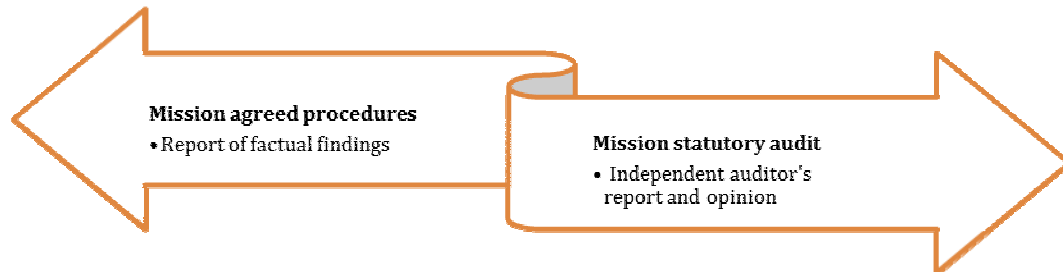 Mission agreed procedures
• Report of factual findings
Mission statutory audit
• Independent auditor's
report and opinion